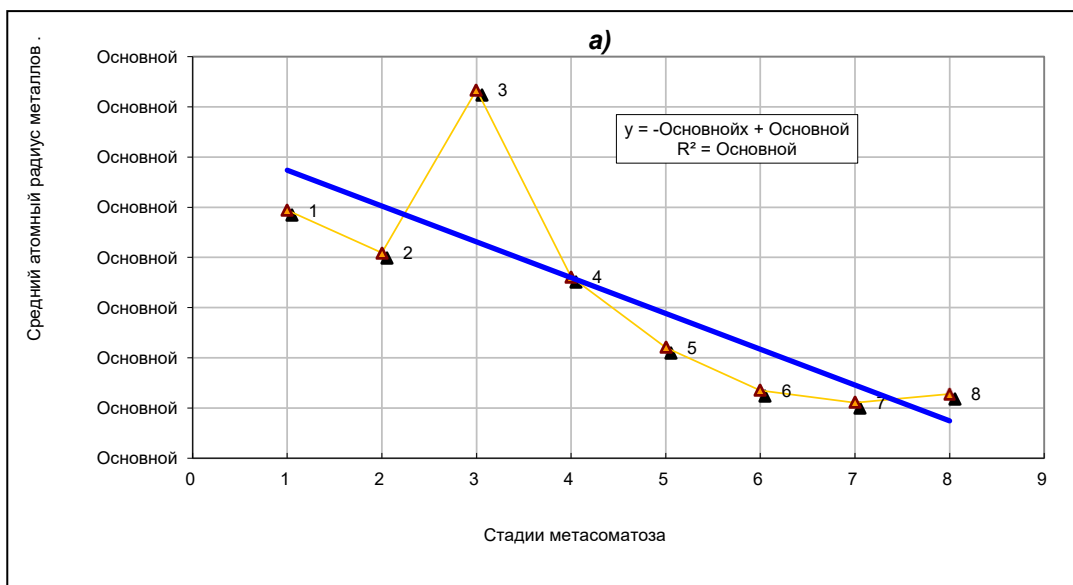 а)
Средний атомный радиус металлов .
Основной
Основной
Основной
Основной
Основной
Основной
Основной
Основной
Основной
y = -Основнойx + Основной
R² = Основной
1
2
3
4
5
6
7
8
0 1 2 3 4 5 6 7 8 9
Стадии метасоматоза